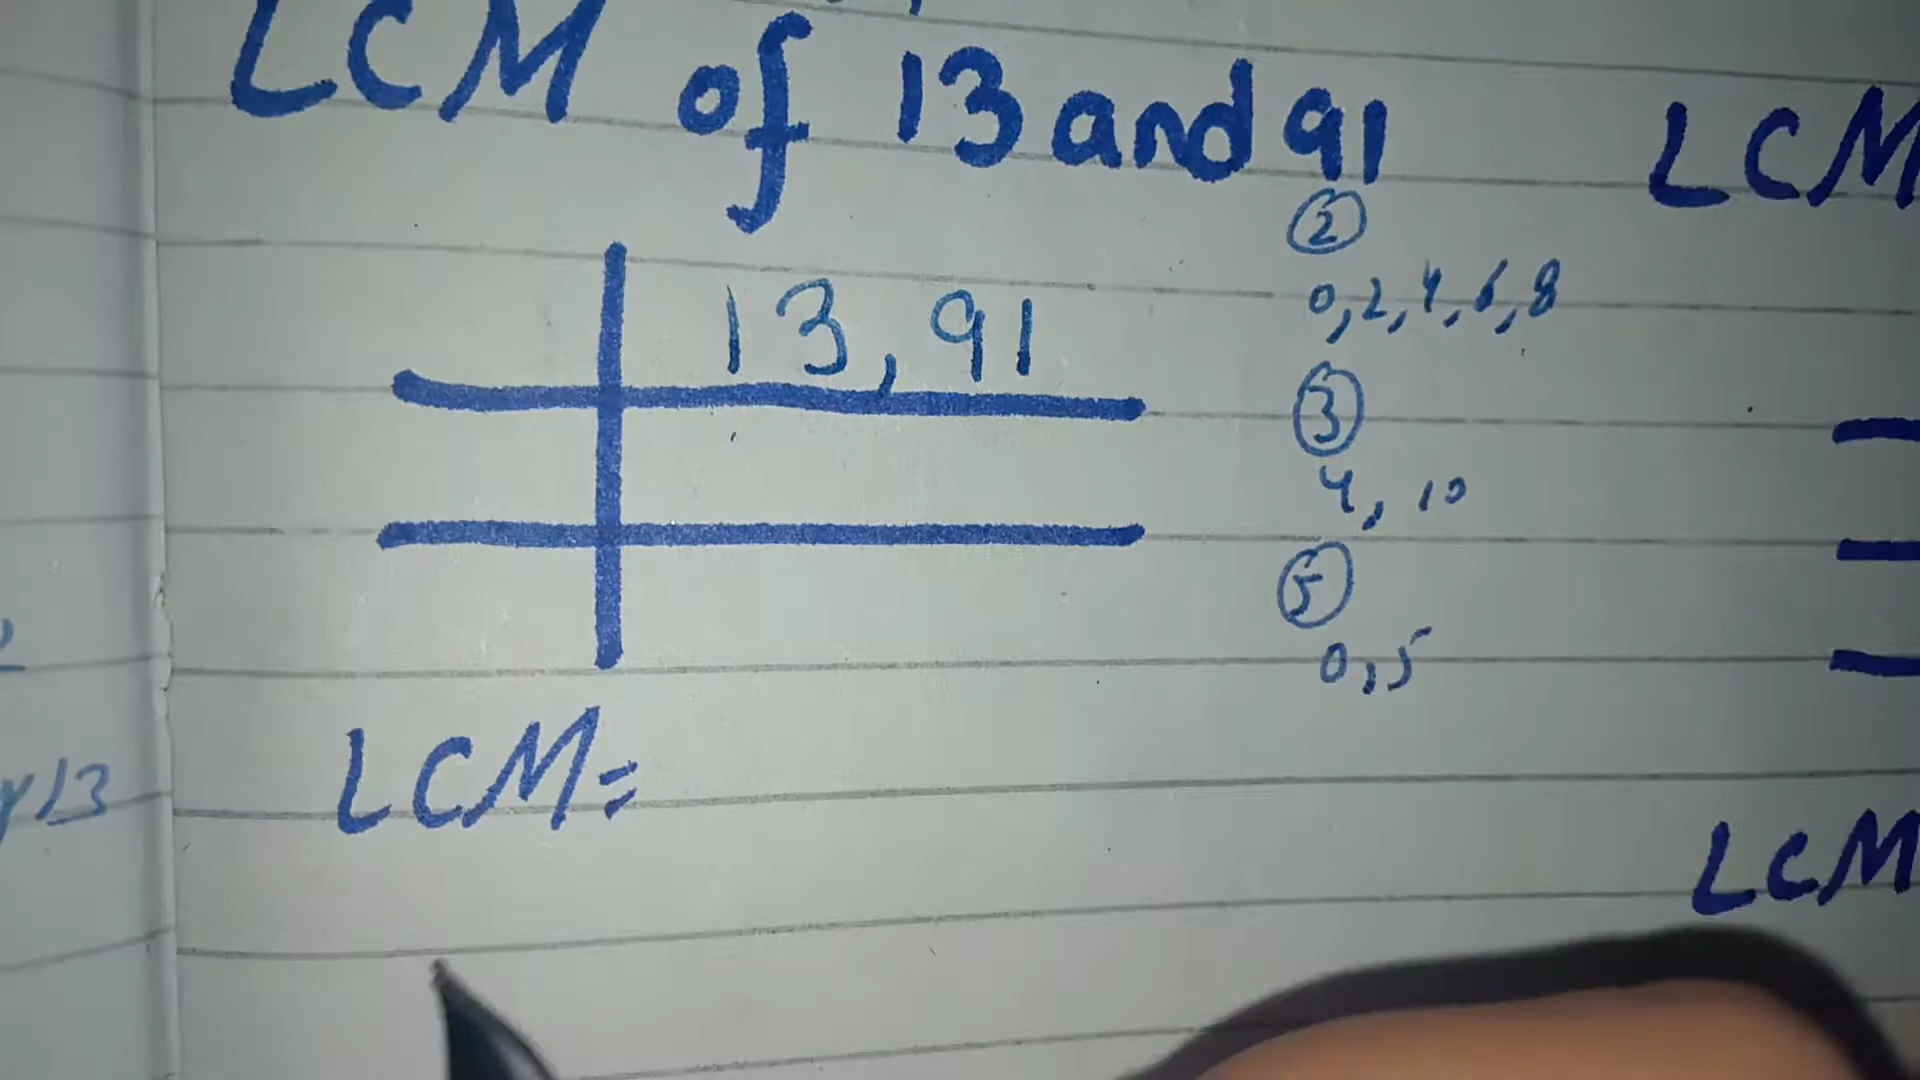 LCM of 13 and 91
13, 91
LCM=
②
0, 2, 4, 6, 8
③
4, 10
⑤
0, 5
LCM
LCM
13